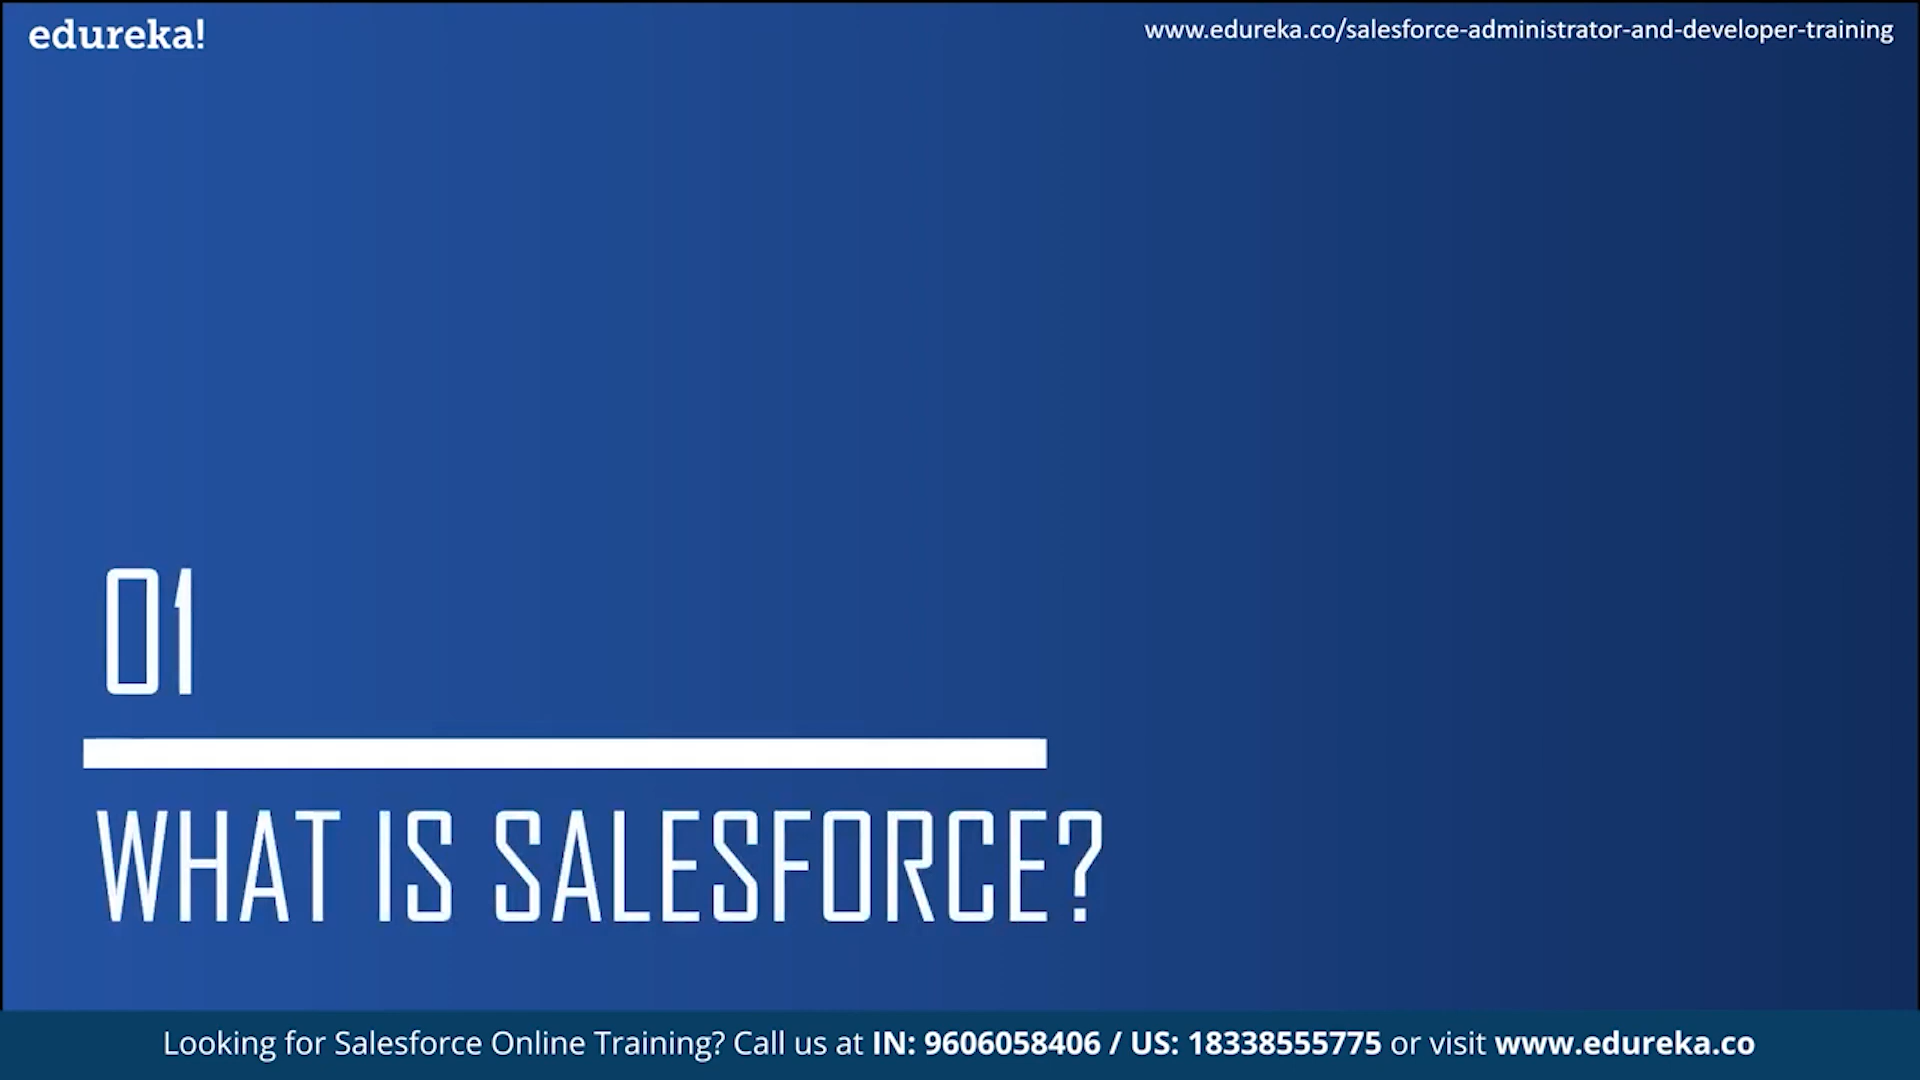 edureka!
www.edureka.co/salesforce-administrator-and-developer-training
01
WHAT IS SALESFORCE?
Looking for Salesforce Online Training? Call us at IN: 9606058406 / US: 18338555775 or visit www.edureka.co